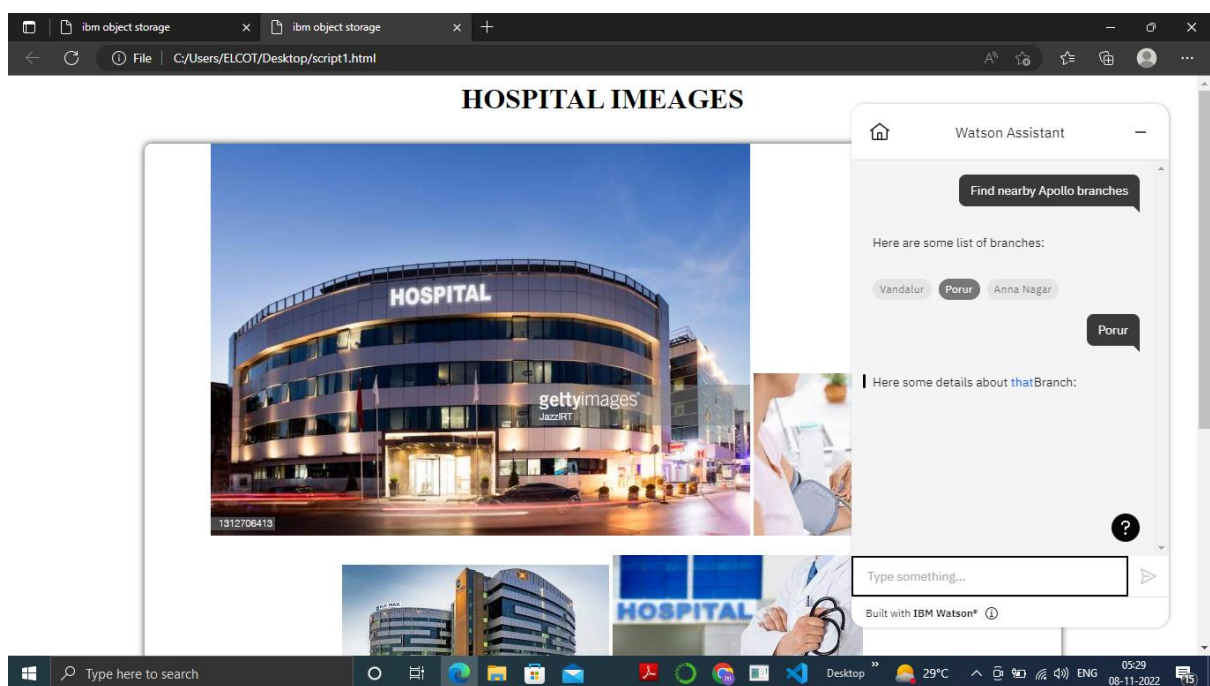 ibm object storage
ibm object storage
File C:/Users/ELCOT/Desktop/script1.html
HOSPITAL IMEAGES
HOSPITAL
gettyimages®
JazzIRT
1312706413
HOSPITAL
Watson Assistant
Find nearby Apollo branches
Here are some list of branches:
Vandalur Porur Anna Nagar
Porur
Here some details about thatBranch:
?
Type something...
Built with IBM Watson®
Type here to search
Desktop
29°C
ENG
05:29
08-11-2022
15